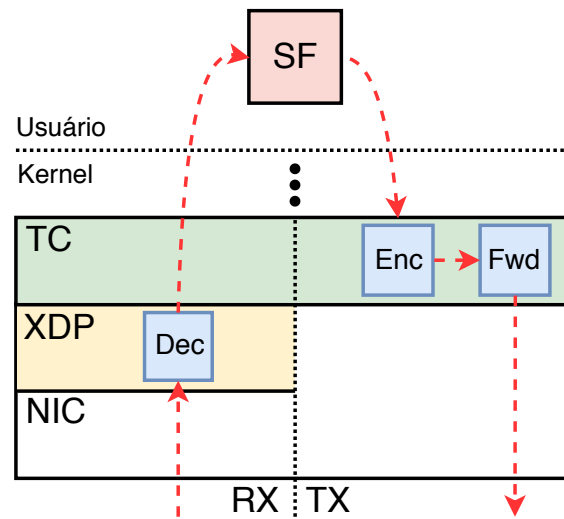 SF
Usuário
Kernel
TC
Enc
Fwd
XDP
Dec
NIC
RX
TX